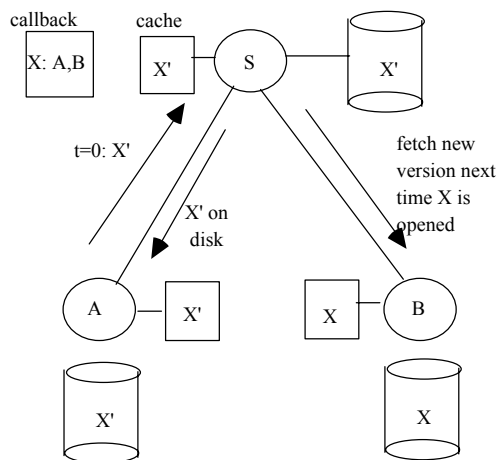 callback
cache
X: A,B
X'
S
X'
t=0: X'
X' on
disk
fetch new
version next
time X is
opened
A
X'
X
B
X'
X